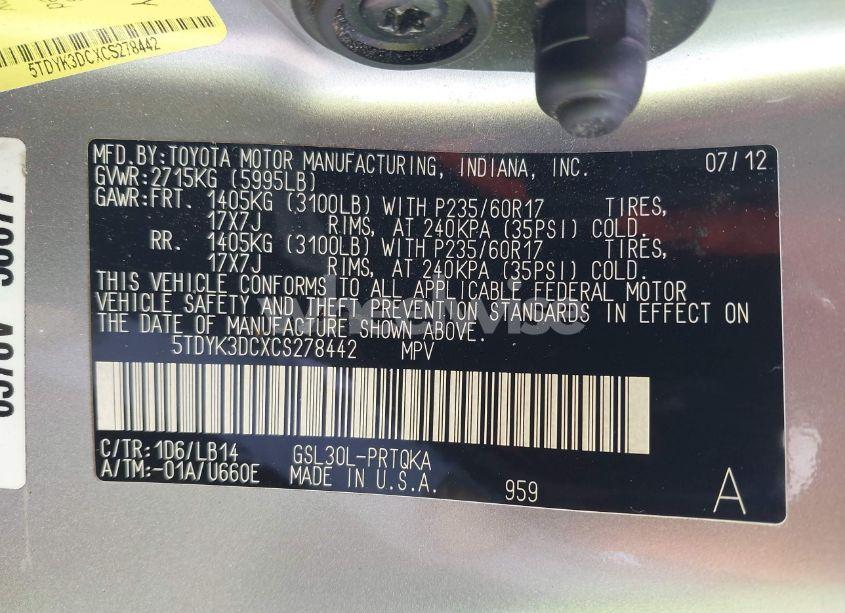 5TDYK3DCXCS278442
MFD.BY:TOYOTA MOTOR MANUFACTURING, INDIANA, INC. 07/12
GVWR:2715KG (5995LB)
GAWR:FRT. 1405KG (3100LB) WITH P235/60R17 TIRES,
17X7J RIMS, AT 240KPA (35PSI) COLD.
RR. 1405KG (3100LB) WITH P235/60R17 TIRES,
17X7J RIMS, AT 240KPA (35PSI) COLD.
THIS VEHICLE CONFORMS TO ALL APPLICABLE FEDERAL MOTOR
VEHICLE SAFETY AND THEFT PREVENTION STANDARDS IN EFFECT ON
THE DATE OF MANUFACTURE SHOWN ABOVE.
wheelwise
5TDYK3DCXCS278442 MPV
C/TR:1D6/LB14 GSL30L-PRTQKA
A/TM:-01A/U660E MADE IN U.S.A. 959 A